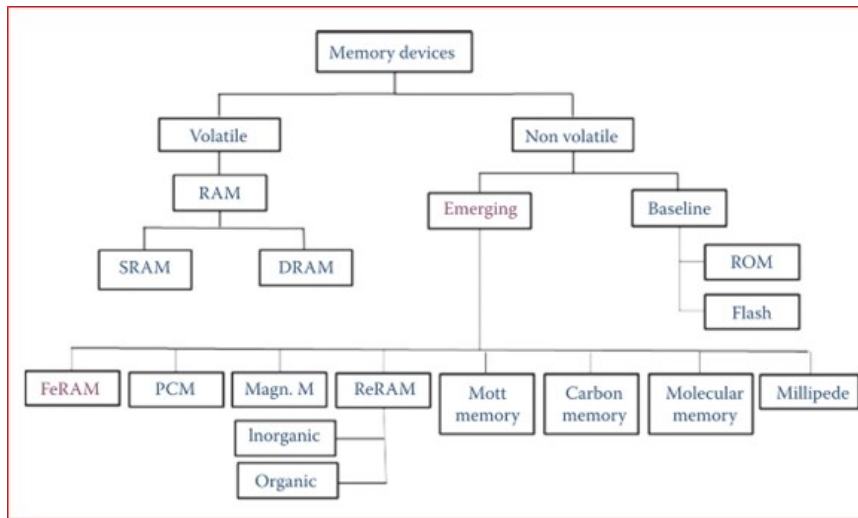 Memory devices
Volatile
Non volatile
RAM
Emerging
Baseline
SRAM
DRAM
ROM
Flash
FeRAM
PCM
Magn. M
ReRAM
Mott
memory
Carbon
memory
Molecular
memory
Millipede
Inorganic
Organic